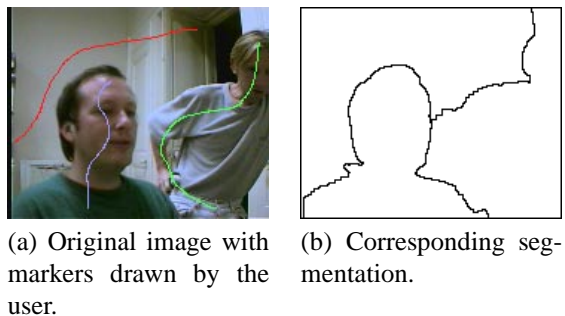 (a) Original image with
markers drawn by the
user.
(b) Corresponding seg-
mentation.